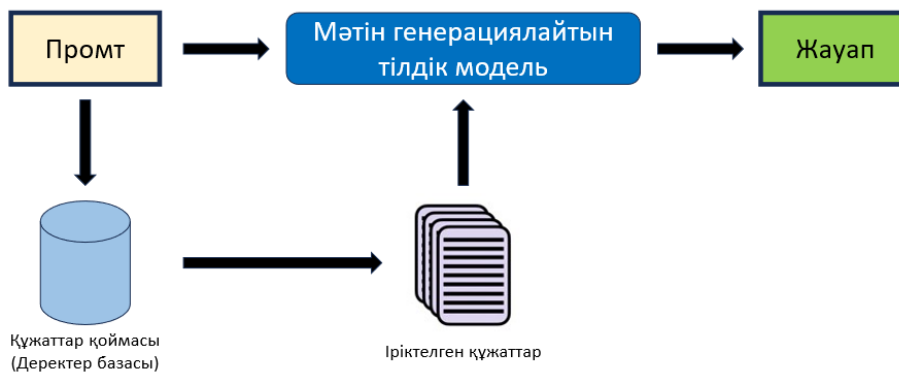 Промт
Мәтін генерациялайтын
тілдік модель
Жауап
Құжаттар қоймасы
(Деректер базасы)
Іріктелген құжаттар